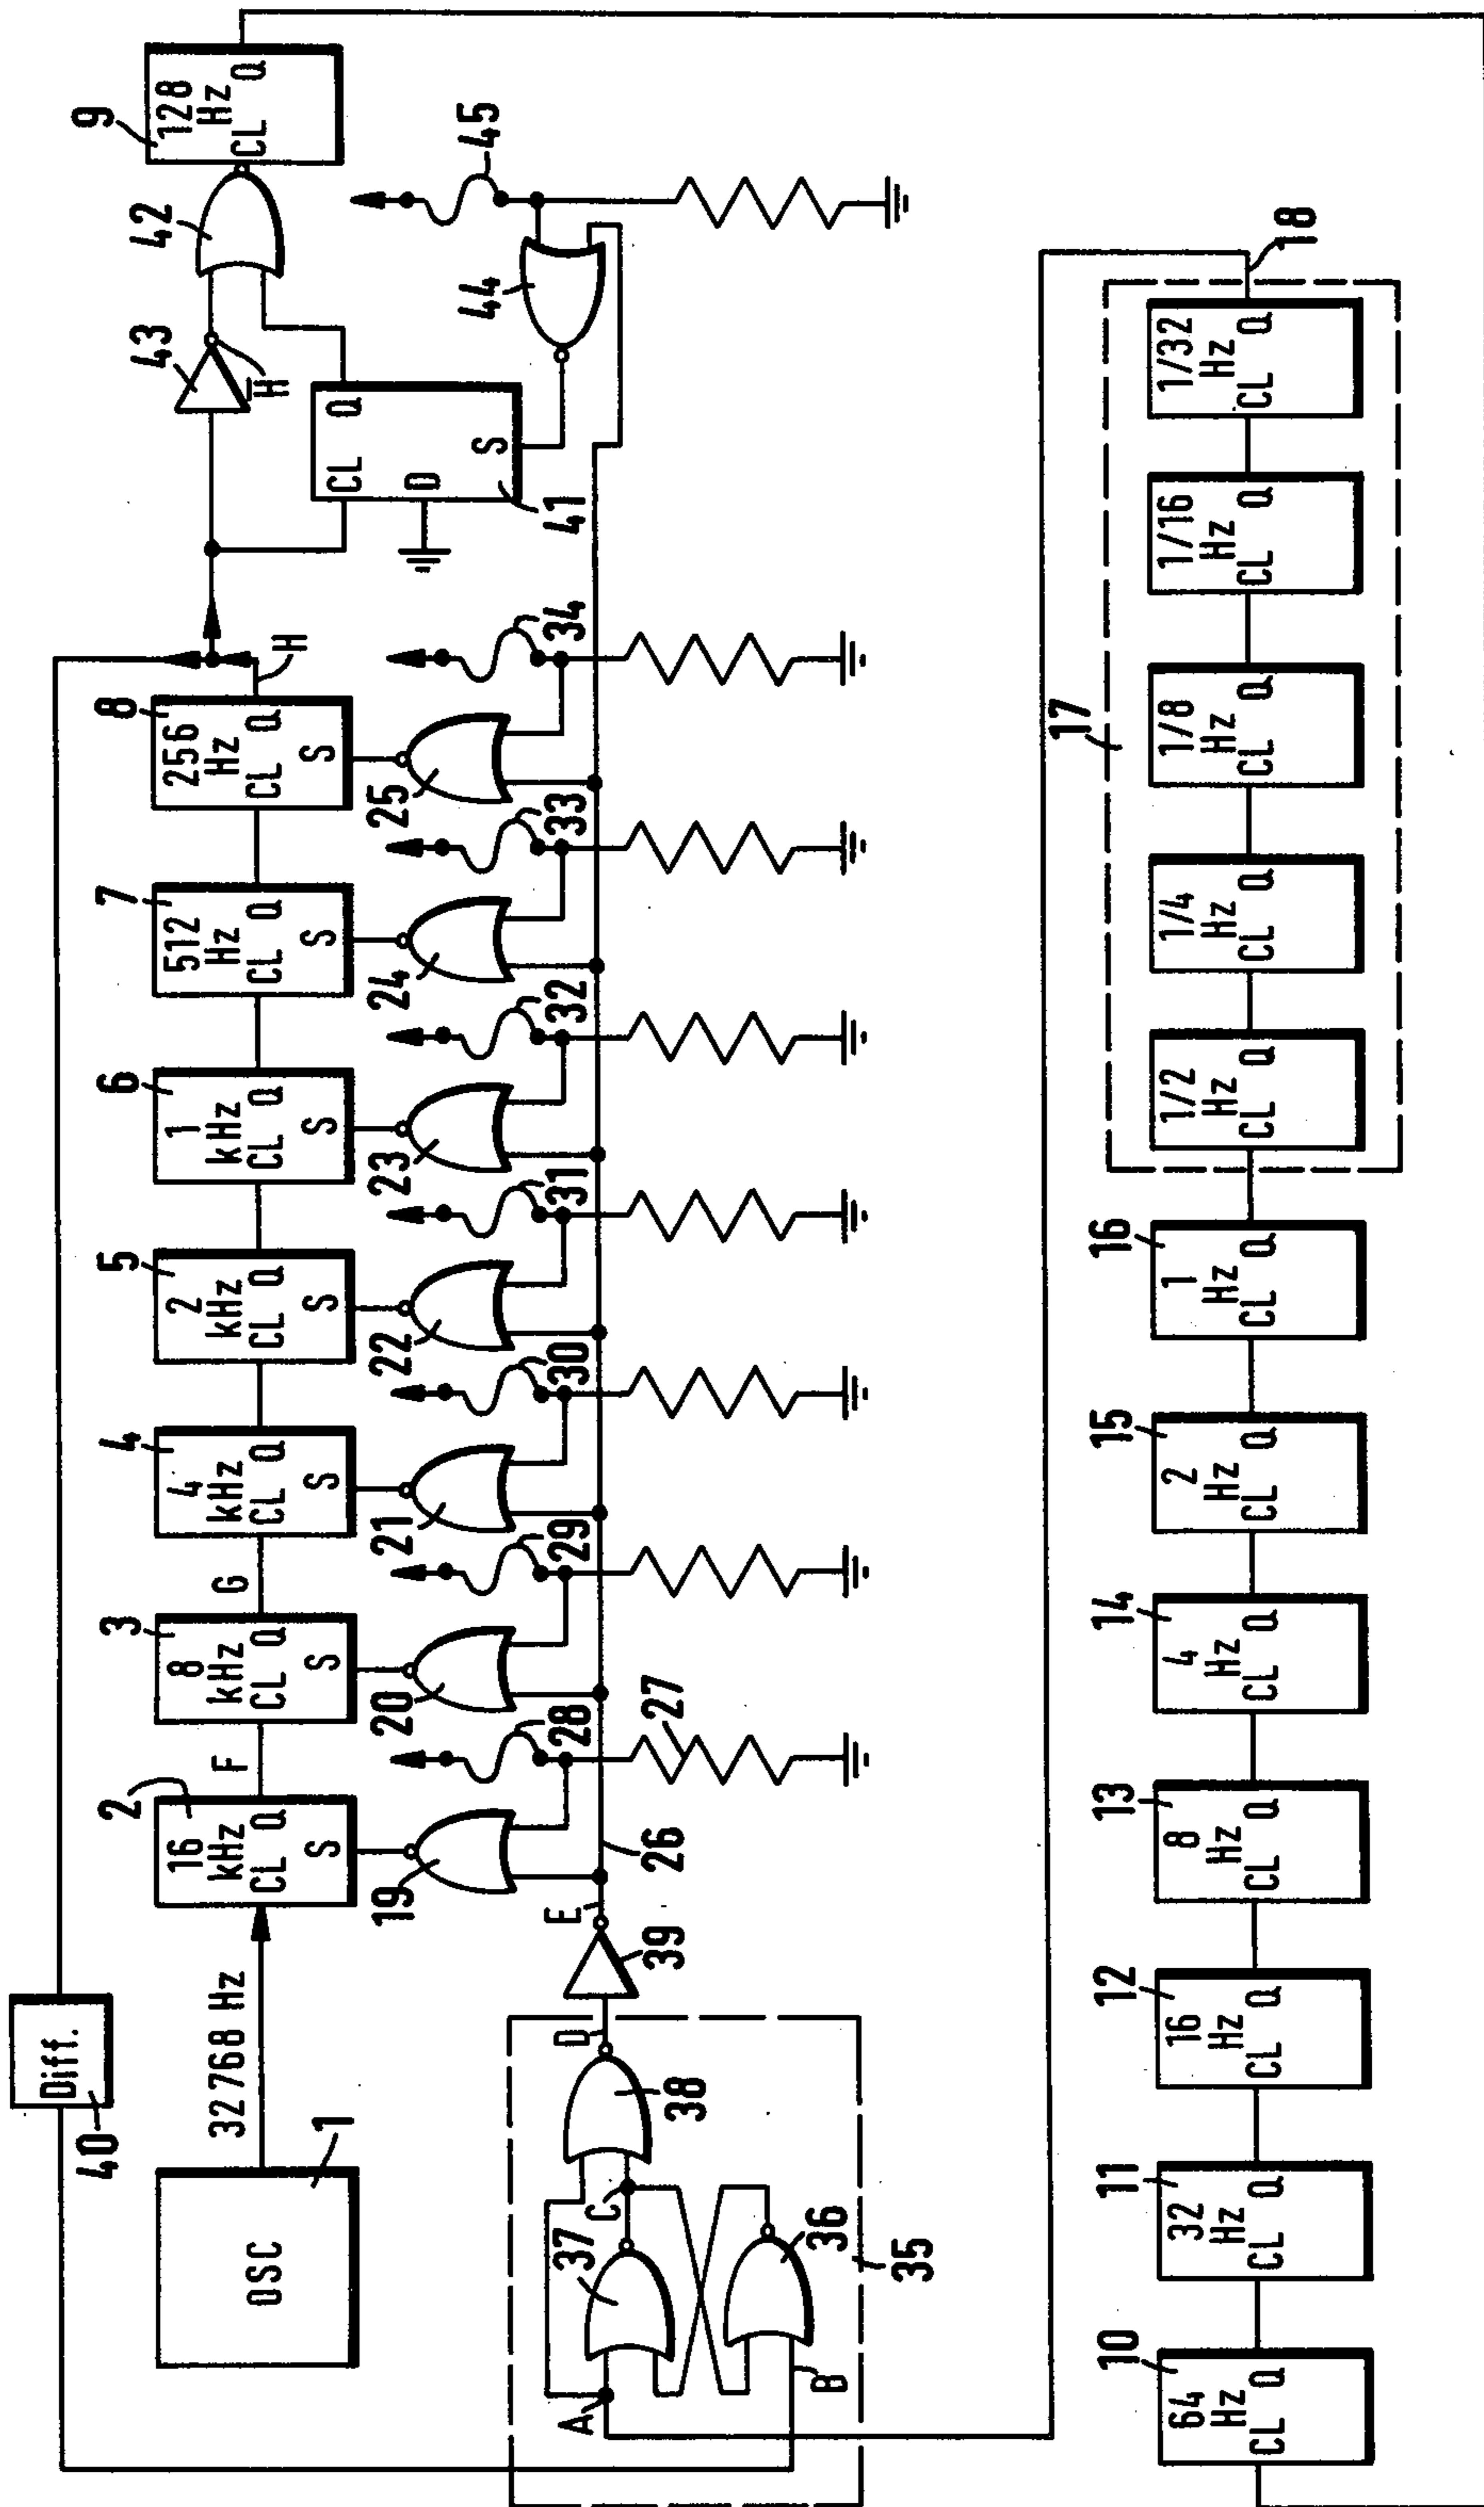 40
Diff.
1
OSC
32768 Hz
2
16
kHz
CL Q
S
F
3
8
kHz
CL Q
S
G
4
4
kHz
CL Q
S
5
2
kHz
CL Q
S
6
1
kHz
CL Q
S
7
512
Hz
CL Q
S
8
256
Hz
CL Q
S
H
43
H
42
9
128
Hz
CL Q
CL Q
D
S
41
44
45
19
28
20
29
21
30
22
31
23
32
24
33
25
34
27
26
A
B
37
C
36
38
D
35
39
E
10
64
Hz
CL Q
11
32
Hz
CL Q
12
16
Hz
CL Q
13
8
Hz
CL Q
14
4
Hz
CL Q
15
2
Hz
CL Q
16
1
Hz
CL Q
17
1/2
Hz
CL Q
1/4
Hz
CL Q
1/8
Hz
CL Q
1/16
Hz
CL Q
1/32
Hz
CL Q
18